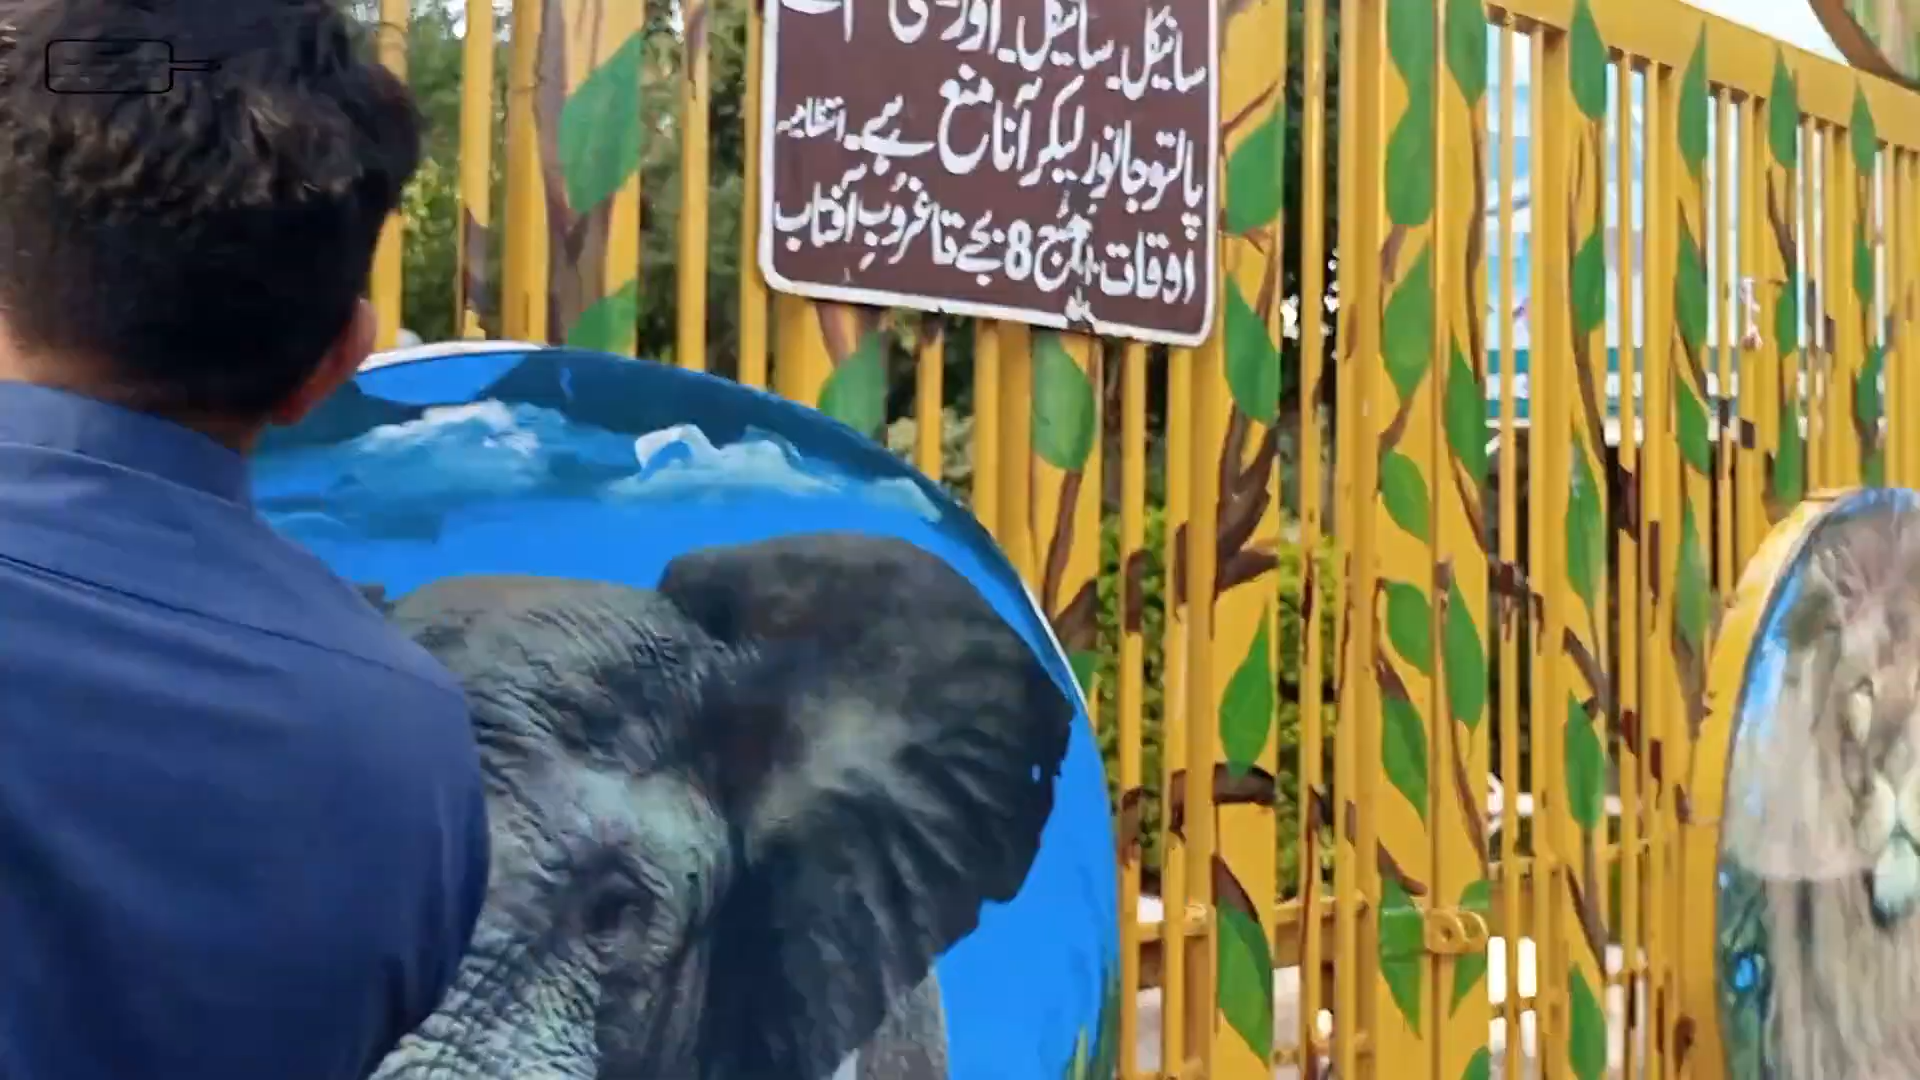 سائیکل۔سائیکل۔اور
پالتو جانور لیکر آنا منع ہے۔انتظامیہ
اوقات۔ صبح 8 بجے تا غروبِ آفتاب